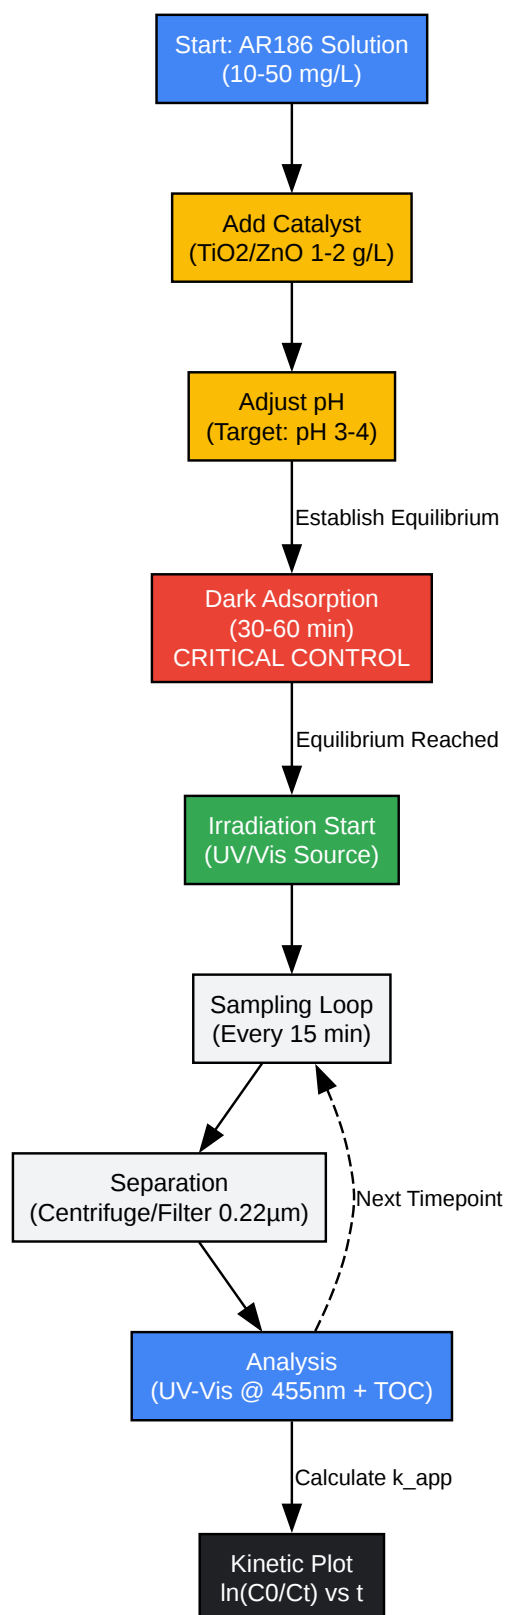 Start: AR186 Solution
(10-50 mg/L)
Add Catalyst
(TiO2/ZnO 1-2 g/L)
Adjust pH
(Target: pH 3-4)
Establish Equilibrium
Dark Adsorption
(30-60 min)
CRITICAL CONTROL
Equilibrium Reached
Irradiation Start
(UV/Vis Source)
Sampling Loop
(Every 15 min)
Separation
(Centrifuge/Filter 0.22µm)
Next Timepoint
Analysis
(UV-Vis @ 455nm + TOC)
Calculate k_app
Kinetic Plot
ln(C0/Ct) vs t